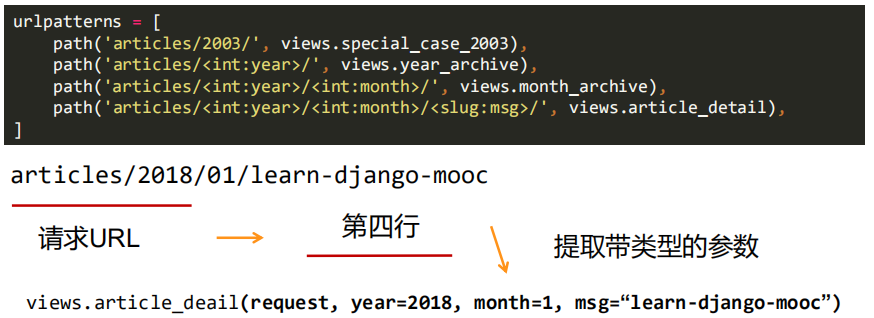 urlpatterns = [
    path('articles/2003/', views.special_case_2003),
    path('articles/<int:year>/', views.year_archive),
    path('articles/<int:year>/<int:month>/', views.month_archive),
    path('articles/<int:year>/<int:month>/<slug:msg>/', views.article_detail),
]
articles/2018/01/learn-django-mooc
请求URL
第四行
提取带类型的参数
views.article_deail(request, year=2018, month=1, msg=“learn-django-mooc”)